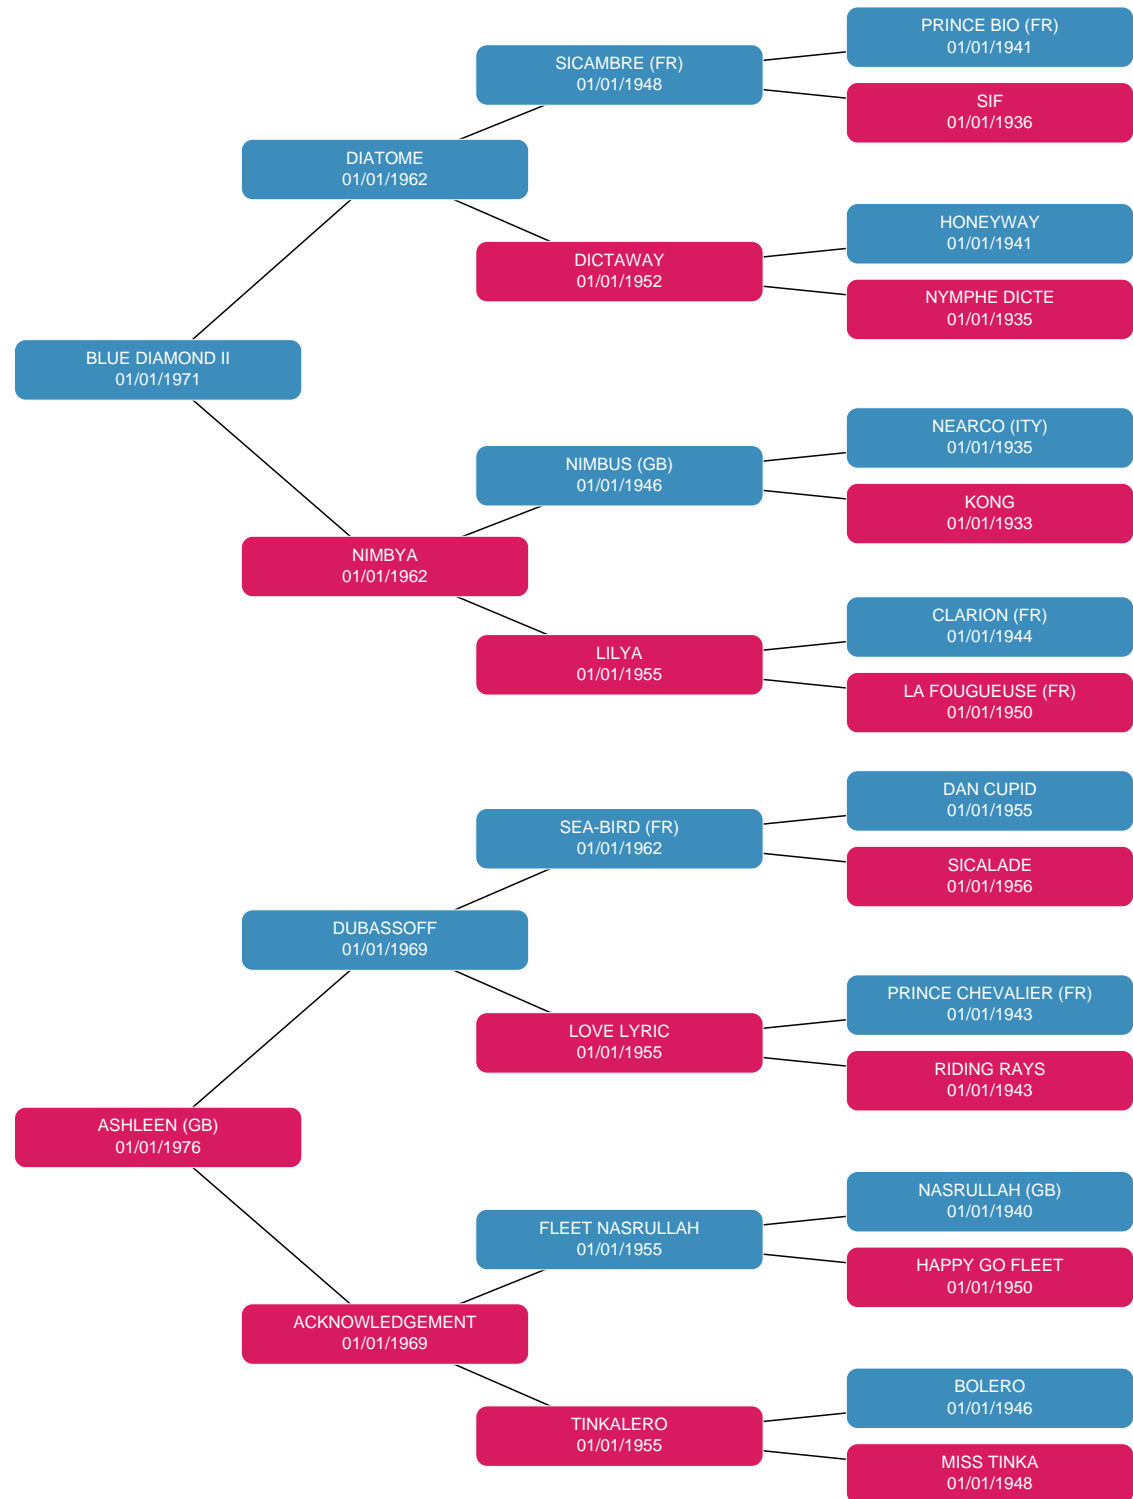 PRINCE BIO (FR)
01/01/1941
SICAMBRE (FR)
01/01/1948
SIF
01/01/1936
DIATOME
01/01/1962
HONEYWAY
01/01/1941
DICTAWAY
01/01/1952
NYMPHE DICTE
01/01/1935
BLUE DIAMOND II
01/01/1971
NEARCO (ITY)
01/01/1935
NIMBUS (GB)
01/01/1946
KONG
01/01/1933
NIMBYA
01/01/1962
CLARION (FR)
01/01/1944
LILYA
01/01/1955
LA FOUGUEUSE (FR)
01/01/1950
DAN CUPID
01/01/1955
SEA-BIRD (FR)
01/01/1962
SICALADE
01/01/1956
DUBASSOFF
01/01/1969
PRINCE CHEVALIER (FR)
01/01/1943
LOVE LYRIC
01/01/1955
RIDING RAYS
01/01/1943
ASHLEEN (GB)
01/01/1976
NASRULLAH (GB)
01/01/1940
FLEET NASRULLAH
01/01/1955
HAPPY GO FLEET
01/01/1950
ACKNOWLEDGEMENT
01/01/1969
BOLERO
01/01/1946
TINKALERO
01/01/1955
MISS TINKA
01/01/1948